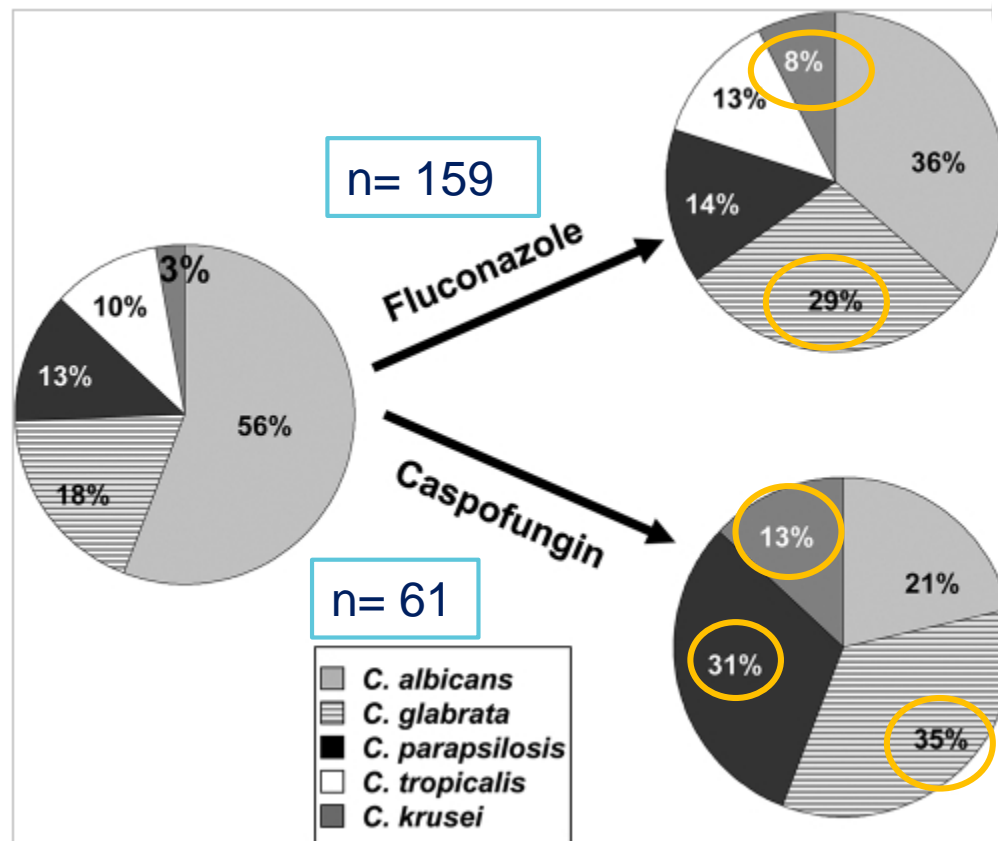 3%
10%
13%
56%
18%
n= 159
Fluconazole
8%
13%
36%
14%
29%
Caspofungin
n= 61
13%
21%
31%
35%
C. albicans
C. glabrata
C. parapsilosis
C. tropicalis
C. krusei